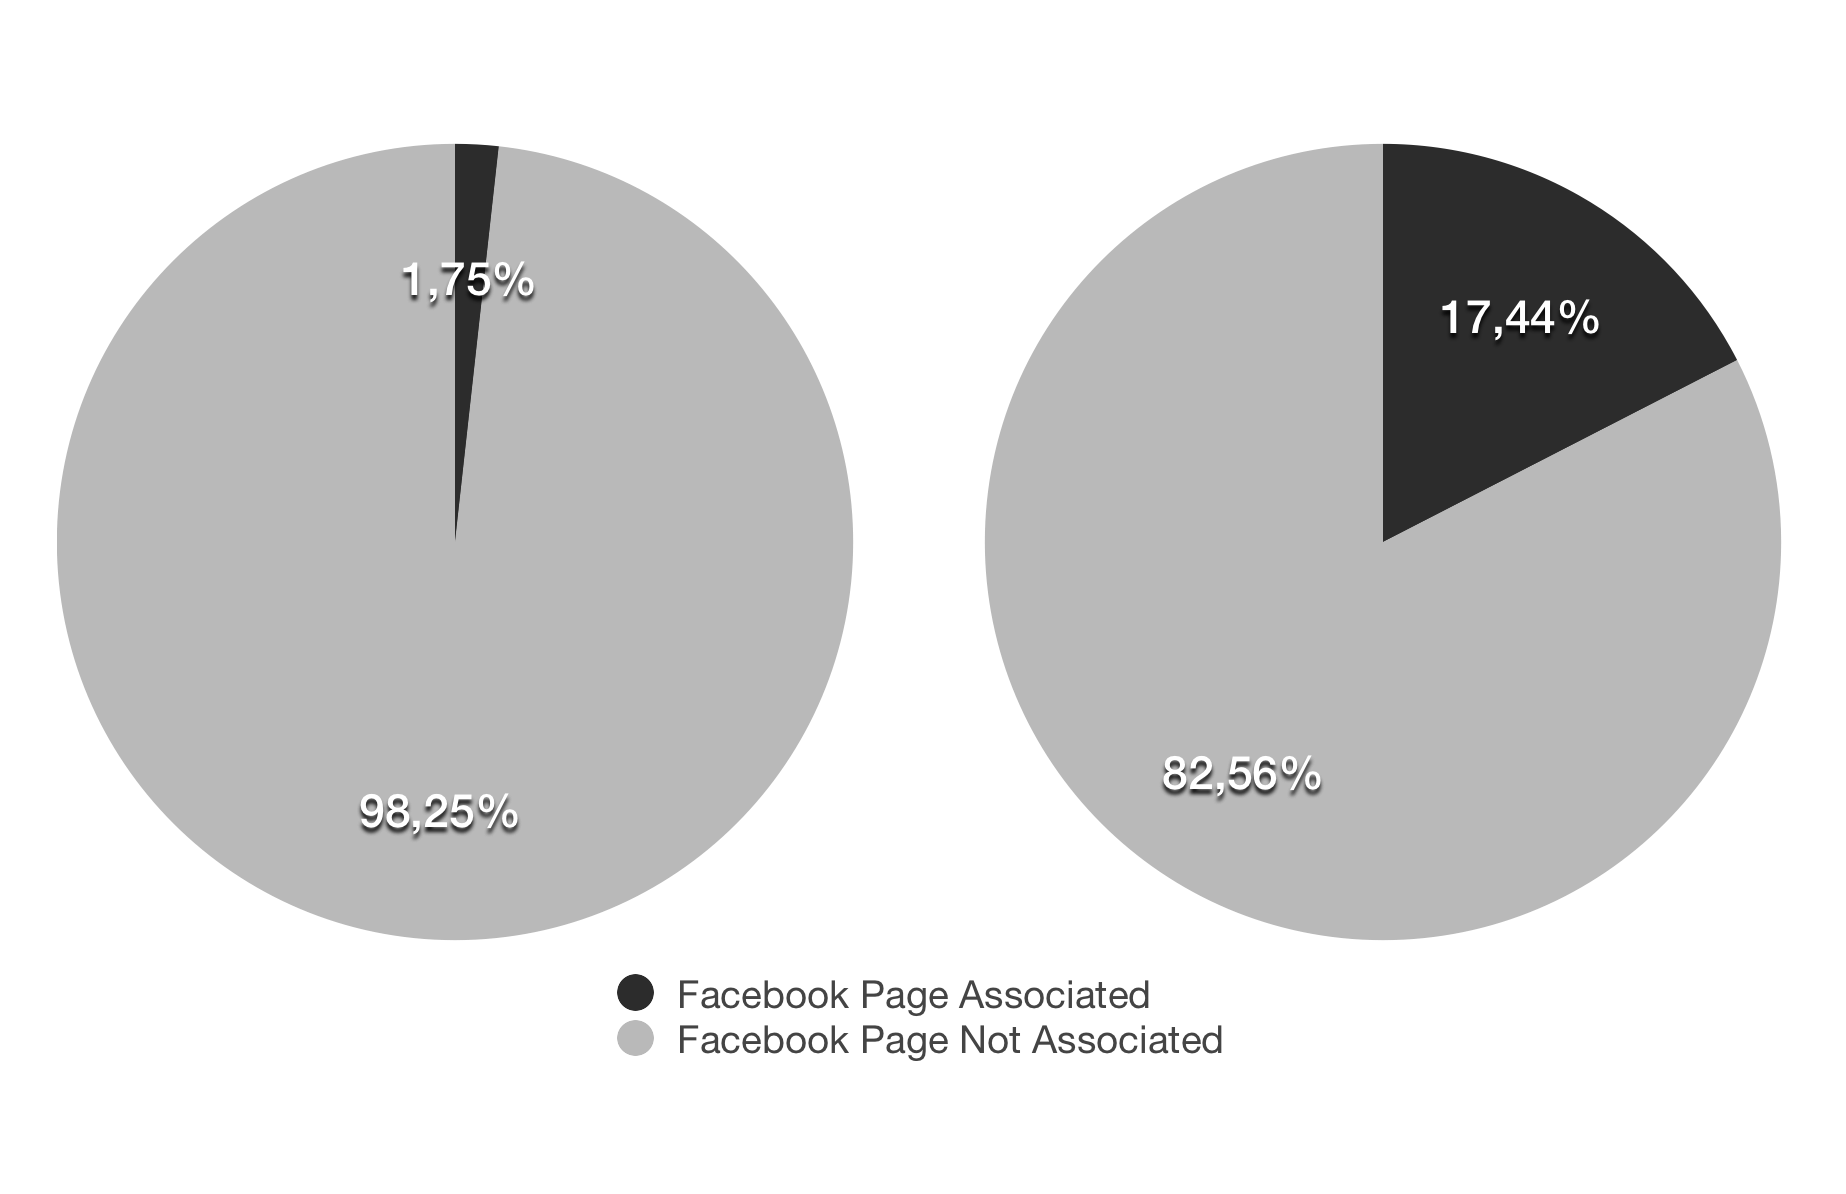 1,75%
17,44%
82,56%
98,25%
Facebook Page Associated
Facebook Page Not Associated